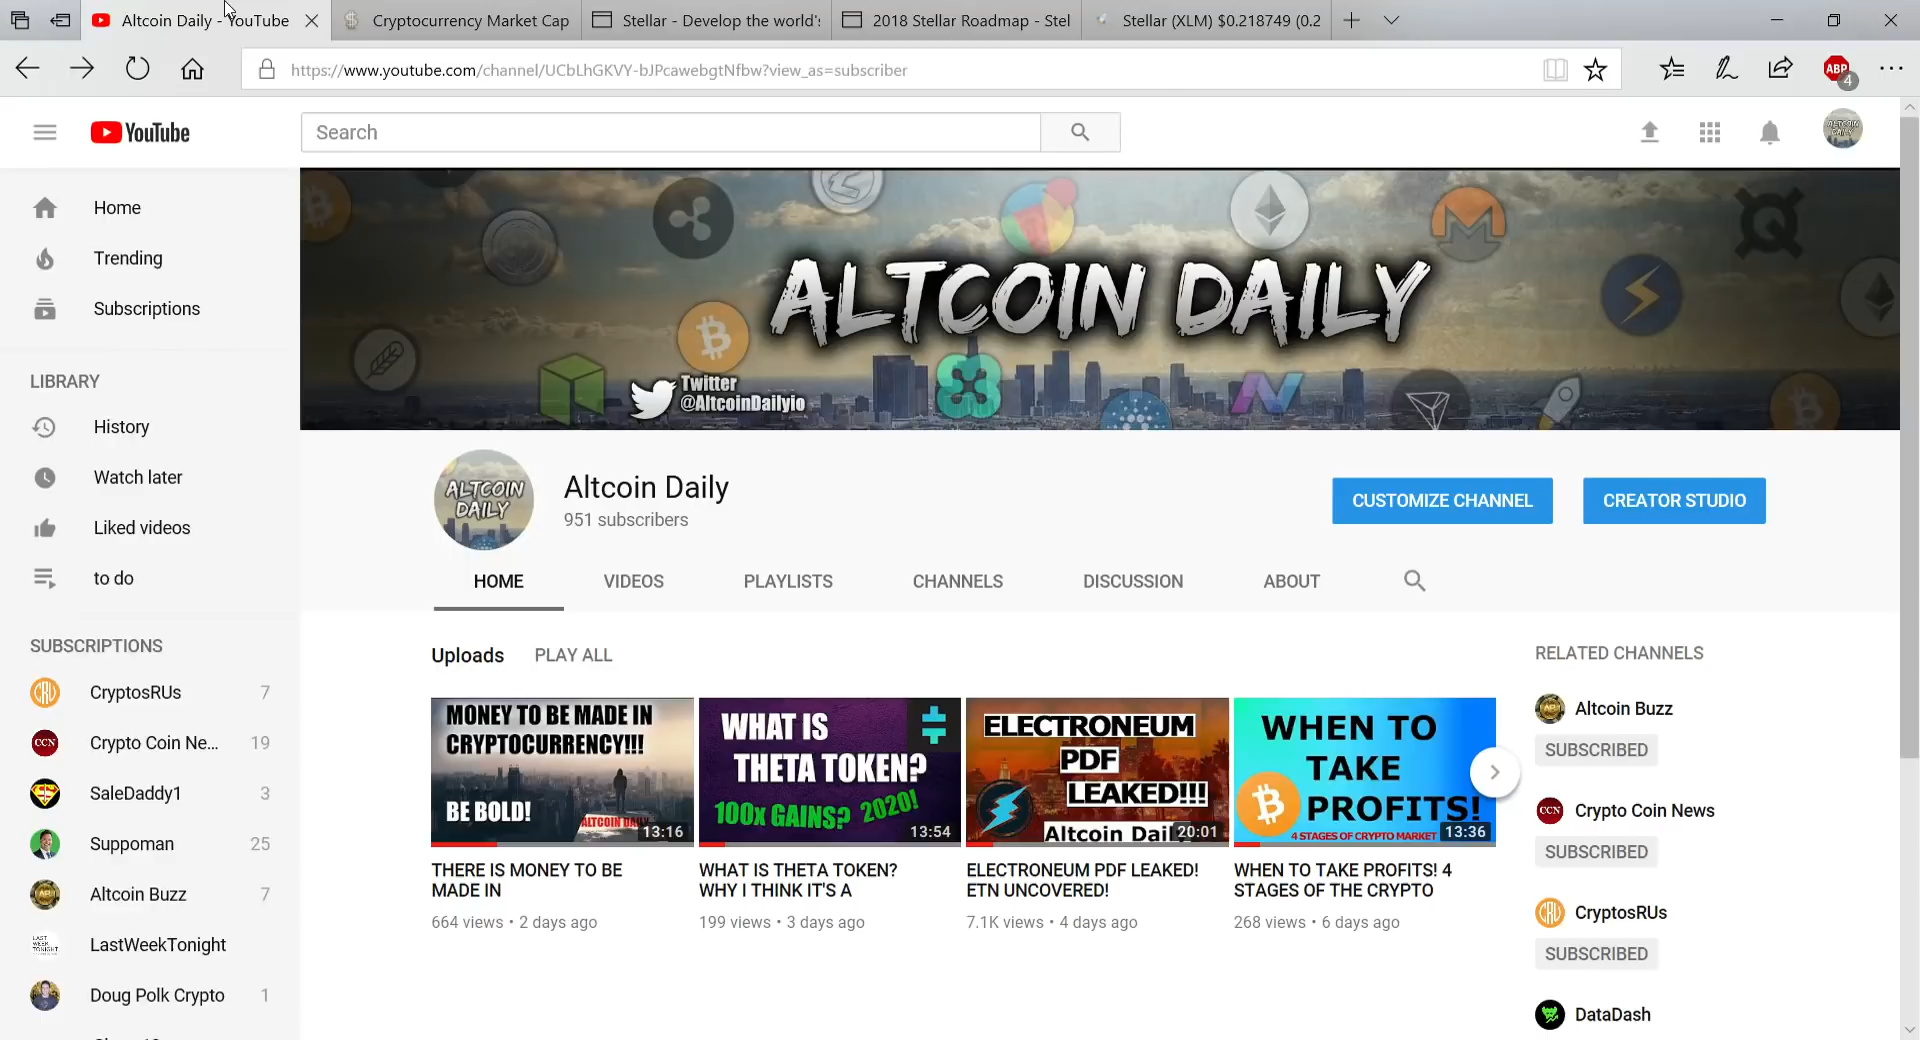 Altcoin Daily - YouTube
Cryptocurrency Market Cap
Stellar - Develop the world's
2018 Stellar Roadmap - Stel
Stellar (XLM) $0.218749 (0.2
https://www.youtube.com/channel/UCbLhGKVY-bJPcawebgtNfbw?view_as=subscriber
ABP
4
YouTube
Search
ALTCOIN DAILY
Home
Trending
Subscriptions
LIBRARY
History
Watch later
Liked videos
to do
SUBSCRIPTIONS
CryptosRUs 7
CCN
Crypto Coin Ne... 19
SaleDaddy1 3
Suppoman 25
Altcoin Buzz 7
LAST WEEK TONIGHT
LastWeekTonight
Doug Polk Crypto 1
ALTCOIN DAILY
Twitter
@AltcoinDailyio
ALTCOIN DAILY
Altcoin Daily
951 subscribers
CUSTOMIZE CHANNEL
CREATOR STUDIO
HOME
VIDEOS
PLAYLISTS
CHANNELS
DISCUSSION
ABOUT
Uploads
PLAY ALL
MONEY TO BE MADE IN
CRYPTOCURRENCY!!!
BE BOLD!
13:16
THERE IS MONEY TO BE
MADE IN
664 views • 2 days ago
WHAT IS
THETA TOKEN?
100x GAINS? 2020!
13:54
WHAT IS THETA TOKEN?
WHY I THINK IT'S A
199 views • 3 days ago
ELECTRONEUM
PDF
LEAKED!!!
20:01
ELECTRONEUM PDF LEAKED!
ETN UNCOVERED!
7.1K views • 4 days ago
WHEN TO
TAKE
PROFITS!
4 STAGES OF CRYPTO MARKET
13:36
WHEN TO TAKE PROFITS! 4
STAGES OF THE CRYPTO
268 views • 6 days ago
RELATED CHANNELS
Altcoin Buzz
SUBSCRIBED
CCN
Crypto Coin News
SUBSCRIBED
CryptosRUs
SUBSCRIBED
DataDash